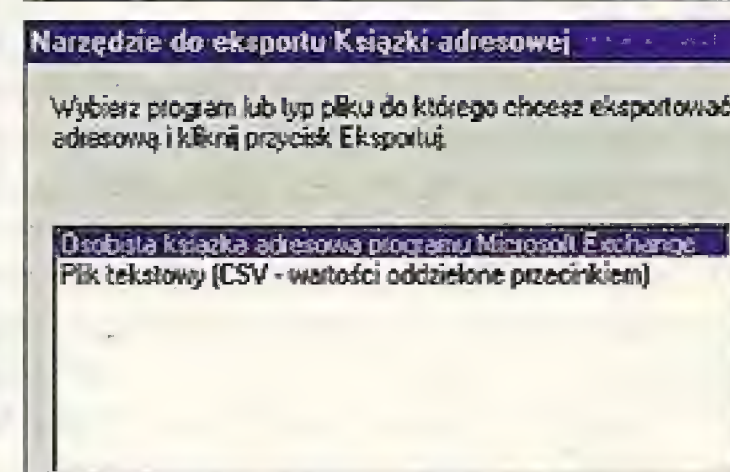 Narzędzie do eksportu Książki adresowej
Wybierz program lub typ pliku do którego chcesz eksportować
adresową i kliknij przycisk Eksportuj.
Osobista książka adresowa programu Microsoft Exchange
Plik tekstowy (CSV - wartości oddzielone przecinkiem)